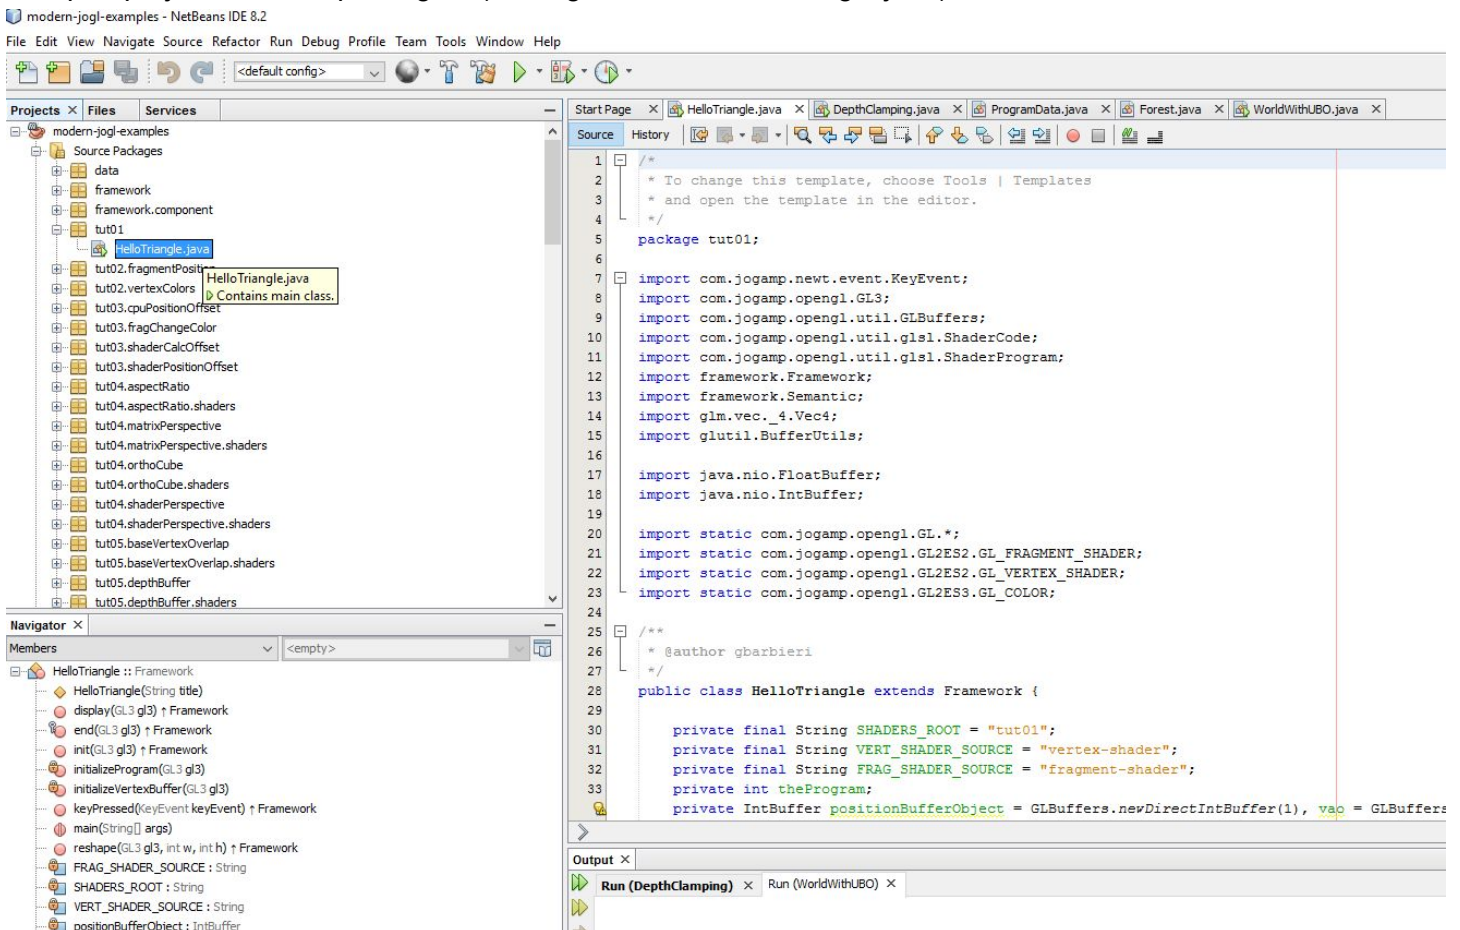 modern-jogl-examples - NetBeans IDE 8.2
File Edit View Navigate Source Refactor Run Debug Profile Team Tools Window Help
<default config>
Projects × Files Services
modern-jogl-examples
Source Packages
data
framework
framework.component
tut01
HelloTriangle.java
tut02.fragmentPosition
HelloTriangle.java
Contains main class.
tut02.vertexColors
tut03.cpuPositionOffset
tut03.fragChangeColor
tut03.shaderCalcOffset
tut03.shaderPositionOffset
tut04.aspectRatio
tut04.aspectRatio.shaders
tut04.matrixPerspective
tut04.matrixPerspective.shaders
tut04.orthoCube
tut04.orthoCube.shaders
tut04.shaderPerspective
tut04.shaderPerspective.shaders
tut05.baseVertexOverlap
tut05.baseVertexOverlap.shaders
tut05.depthBuffer
tut05.depthBuffer.shaders
Navigator ×
Members <empty>
HelloTriangle :: Framework
HelloTriangle(String title)
display(GL3 gl3) ↑ Framework
end(GL3 gl3) ↑ Framework
init(GL3 gl3) ↑ Framework
initializeProgram(GL3 gl3)
initializeVertexBuffer(GL3 gl3)
keyPressed(KeyEvent keyEvent) ↑ Framework
main(String[] args)
reshape(GL3 gl3, int w, int h) ↑ Framework
FRAG_SHADER_SOURCE : String
SHADERS_ROOT : String
VERT_SHADER_SOURCE : String
positionBufferObject : IntBuffer
Start Page × HelloTriangle.java × DepthClamping.java × ProgramData.java × Forest.java × WorldWithUBO.java ×
Source History
1 /*
2 * To change this template, choose Tools | Templates
3 * and open the template in the editor.
4 */
5 package tut01;
6
7 import com.jogamp.newt.event.KeyEvent;
8 import com.jogamp.opengl.GL3;
9 import com.jogamp.opengl.util.GLBuffers;
10 import com.jogamp.opengl.util.glsl.ShaderCode;
11 import com.jogamp.opengl.util.glsl.ShaderProgram;
12 import framework.Framework;
13 import framework.Semantic;
14 import glm.vec._4.Vec4;
15 import glutil.BufferUtils;
16
17 import java.nio.FloatBuffer;
18 import java.nio.IntBuffer;
19
20 import static com.jogamp.opengl.GL.*;
21 import static com.jogamp.opengl.GL2ES2.GL_FRAGMENT_SHADER;
22 import static com.jogamp.opengl.GL2ES2.GL_VERTEX_SHADER;
23 import static com.jogamp.opengl.GL2ES3.GL_COLOR;
24
25 /**
26 * @author gbarbieri
27 */
28 public class HelloTriangle extends Framework {
29
30 private final String SHADERS_ROOT = "tut01";
31 private final String VERT_SHADER_SOURCE = "vertex-shader";
32 private final String FRAG_SHADER_SOURCE = "fragment-shader";
33 private int theProgram;
private IntBuffer positionBufferObject = GLBuffers.newDirectIntBuffer(1), vao = GLBuffers
Output ×
Run (DepthClamping) × Run (WorldWithUBO) ×